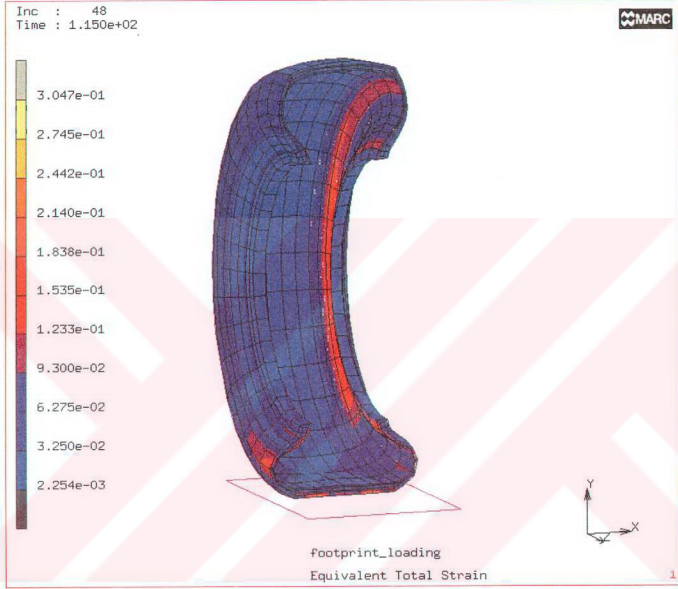 Inc : 48
Time : 1.150e+02
MARC
3.047e-01
2.745e-01
2.442e-01
2.140e-01
1.838e-01
1.535e-01
1.233e-01
9.300e-02
6.275e-02
3.250e-02
2.254e-03
Y
X
footprint_loading
Equivalent Total Strain
1